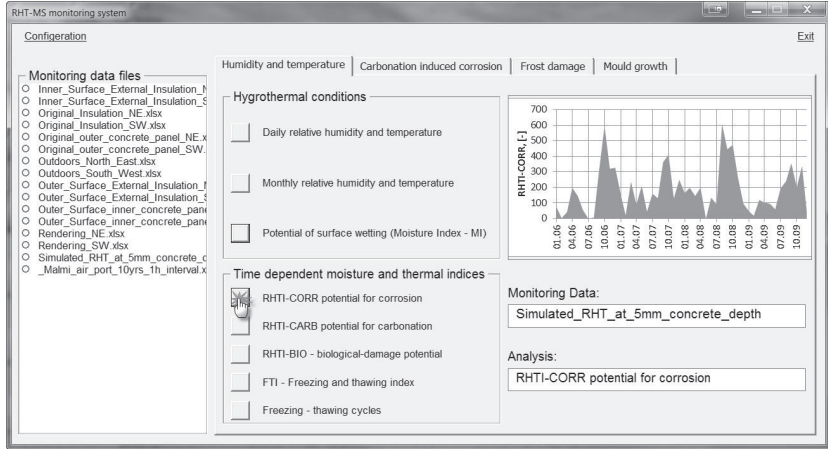 RHT-MS monitoring system
Configeration
Exit
Monitoring data files
Inner_Surface_External_Insulation_N
Inner_Surface_External_Insulation_S
Original_Insulation_NE.xlsx
Original_Insulation_SW.xlsx
Original_outer_concrete_panel_NE.x
Original_outer_concrete_panel_SW.
Outdoors_North_East.xlsx
Outdoors_South_West.xlsx
Outer_Surface_External_Insulation_
Outer_Surface_External_Insulation_S
Outer_Surface_inner_concrete_pane
Outer_Surface_inner_concrete_pane
Rendering_NE.xlsx
Rendering_SW.xlsx
Simulated_RHT_at_5mm_concrete_d
_Malmi_air_port_10yrs_1h_interval.x
Humidity and temperature
Carbonation induced corrosion
Frost damage
Mould growth
Hygrothermal conditions
Daily relative humidity and temperature
Monthly relative humidity and temperature
Potential of surface wetting (Moisture Index - MI)
Time dependent moisture and thermal indices
RHTI-CORR potential for corrosion
RHTI-CARB potential for carbonation
RHTI-BIO - biological-damage potential
FTI - Freezing and thawing index
Freezing - thawing cycles
RHTI-CORR, [-]
700
600
500
400
300
200
100
0
01.06
04.06
07.06
10.06
01.07
04.07
07.07
10.07
01.08
04.08
07.08
10.08
01.09
04.09
07.09
10.09
Monitoring Data:
Simulated_RHT_at_5mm_concrete_depth
Analysis:
RHTI-CORR potential for corrosion